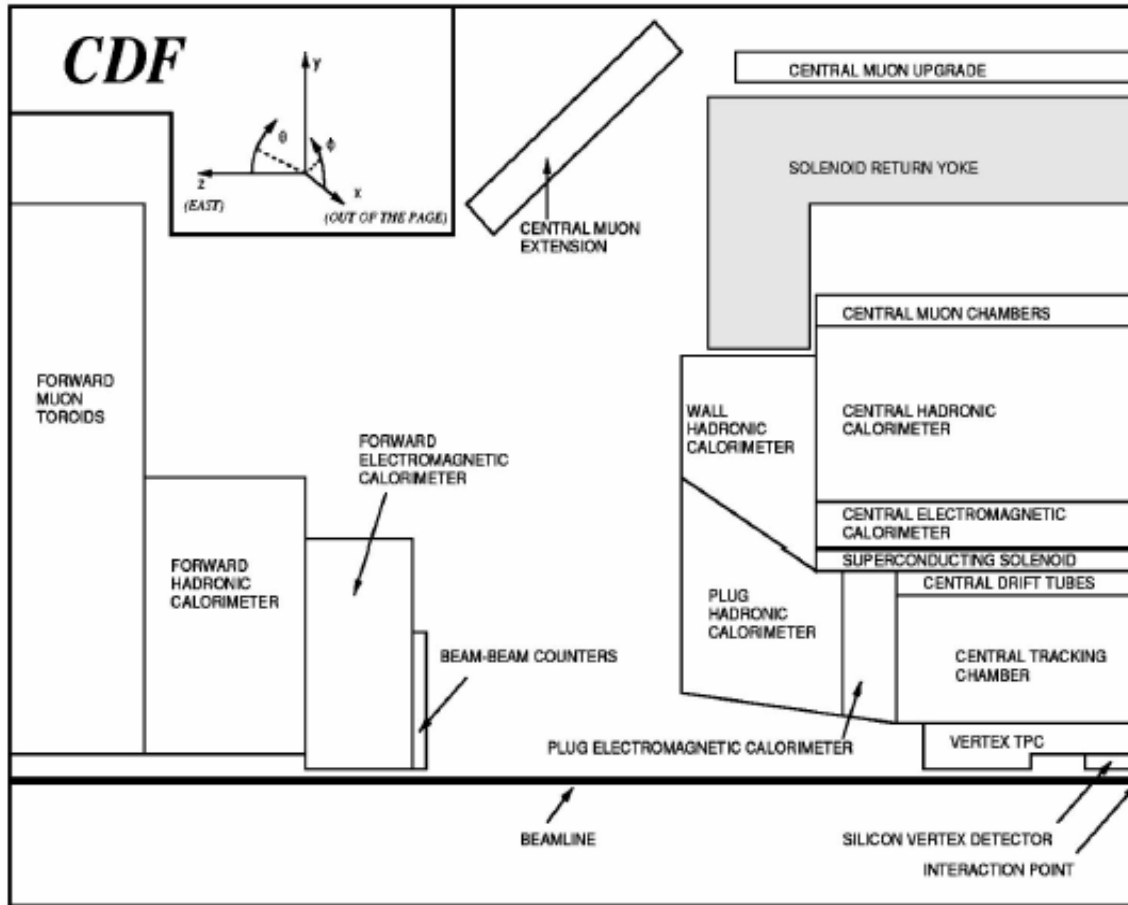 CDF
y
θ
ϕ
z
x
(EAST)
(OUT OF THE PAGE)
CENTRAL MUON
EXTENSION
CENTRAL MUON UPGRADE
SOLENOID RETURN YOKE
CENTRAL MUON CHAMBERS
FORWARD
MUON
TOROIDS
WALL
HADRONIC
CALORIMETER
CENTRAL HADRONIC
CALORIMETER
FORWARD
ELECTROMAGNETIC
CALORIMETER
CENTRAL ELECTROMAGNETIC
CALORIMETER
SUPERCONDUCTING SOLENOID
CENTRAL DRIFT TUBES
FORWARD
HADRONIC
CALORIMETER
PLUG
HADRONIC
CALORIMETER
BEAM-BEAM COUNTERS
CENTRAL TRACKING
CHAMBER
PLUG ELECTROMAGNETIC CALORIMETER
VERTEX TPC
BEAMLINE
SILICON VERTEX DETECTOR
INTERACTION POINT